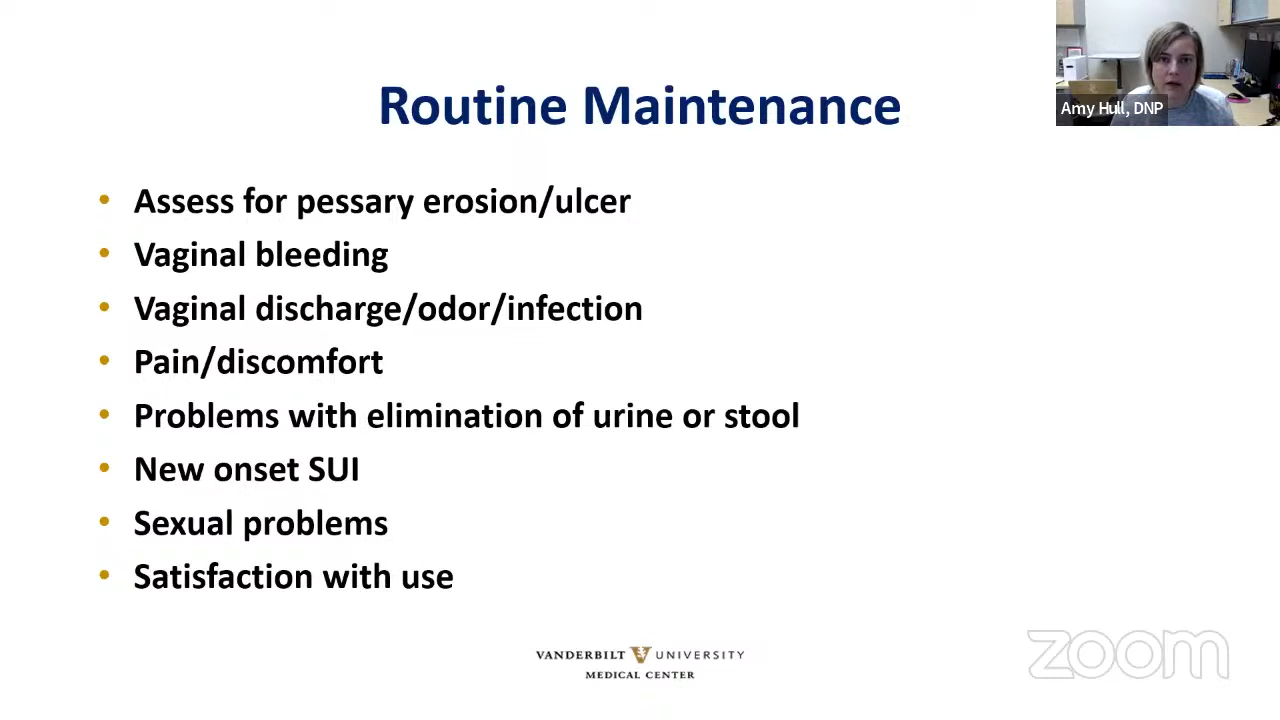 Routine Maintenance
Amy Hull, DNP
• Assess for pessary erosion/ulcer
• Vaginal bleeding
• Vaginal discharge/odor/infection
• Pain/discomfort
• Problems with elimination of urine or stool
• New onset SUI
• Sexual problems
• Satisfaction with use
VANDERBILT V UNIVERSITY
MEDICAL CENTER
zoom